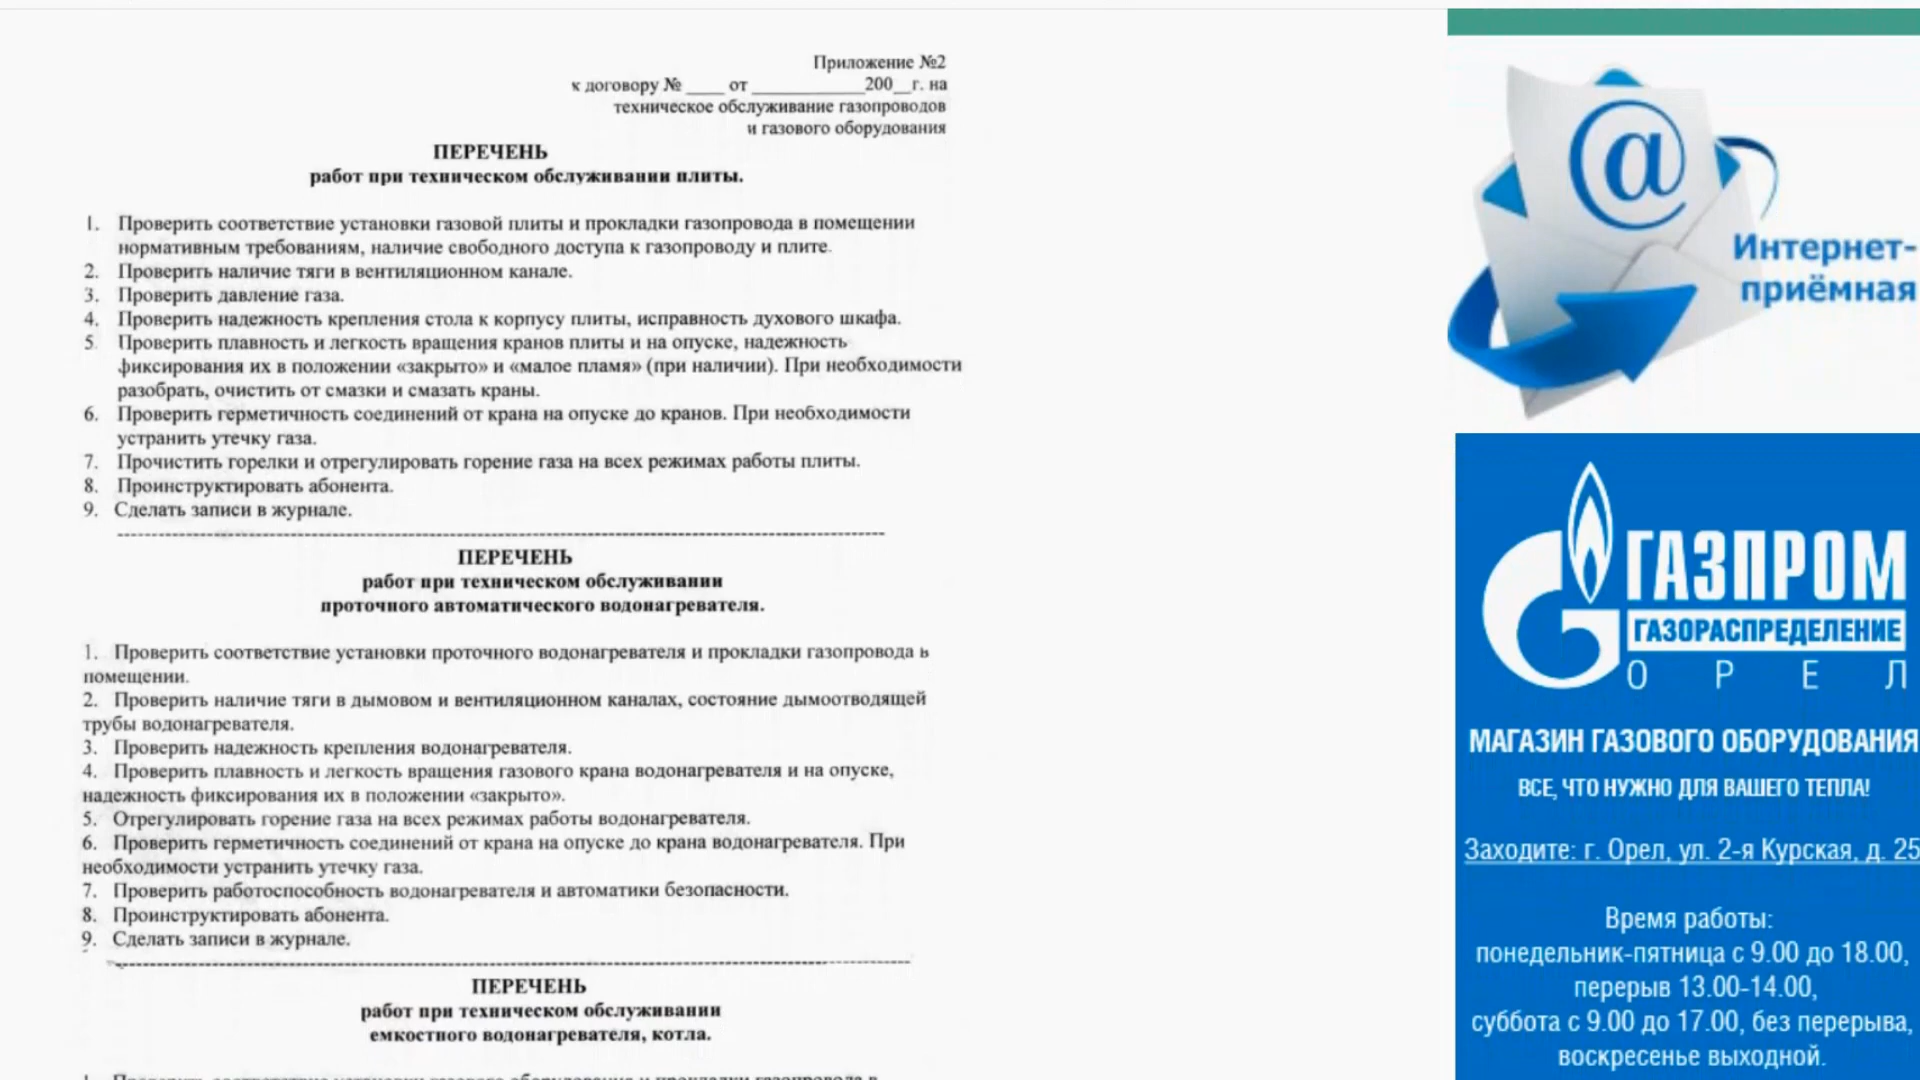 Приложение №2
к договору № ____ от ____________200__г. на
техническое обслуживание газопроводов
и газового оборудования
ПЕРЕЧЕНЬ
работ при техническом обслуживании плиты.
1. Проверить соответствие установки газовой плиты и прокладки газопровода в помещении
нормативным требованиям, наличие свободного доступа к газопроводу и плите.
2. Проверить наличие тяги в вентиляционном канале.
3. Проверить давление газа.
4. Проверить надежность крепления стола к корпусу плиты, исправность духового шкафа.
5. Проверить плавность и легкость вращения кранов плиты и на опуске, надежность
фиксирования их в положении «закрыто» и «малое пламя» (при наличии). При необходимости
разобрать, очистить от смазки и смазать краны.
6. Проверить герметичность соединений от крана на опуске до кранов. При необходимости
устранить утечку газа.
7. Прочистить горелки и отрегулировать горение газа на всех режимах работы плиты.
8. Проинструктировать абонента.
9. Сделать записи в журнале.
ПЕРЕЧЕНЬ
работ при техническом обслуживании
проточного автоматического водонагревателя.
1. Проверить соответствие установки проточного водонагревателя и прокладки газопровода в
помещении.
2. Проверить наличие тяги в дымовом и вентиляционном каналах, состояние дымоотводящей
трубы водонагревателя.
3. Проверить надежность крепления водонагревателя.
4. Проверить плавность и легкость вращения газового крана водонагревателя и на опуске,
надежность фиксирования их в положении «закрыто».
5. Отрегулировать горение газа на всех режимах работы водонагревателя.
6. Проверить герметичность соединений от крана на опуске до крана водонагревателя. При
необходимости устранить утечку газа.
7. Проверить работоспособность водонагревателя и автоматики безопасности.
8. Проинструктировать абонента.
9. Сделать записи в журнале.
ПЕРЕЧЕНЬ
работ при техническом обслуживании
емкостного водонагревателя, котла.
@
Интернет-
приёмная
ГАЗПРОМ
ГАЗОРАСПРЕДЕЛЕНИЕ
ОРЕЛ
МАГАЗИН ГАЗОВОГО ОБОРУДОВАНИЯ
ВСЕ, ЧТО НУЖНО ДЛЯ ВАШЕГО ТЕПЛА!
Заходите: г. Орел, ул. 2-я Курская, д. 25
Время работы:
понедельник-пятница с 9.00 до 18.00,
перерыв 13.00-14.00,
суббота с 9.00 до 17.00, без перерыва,
воскресенье выходной.